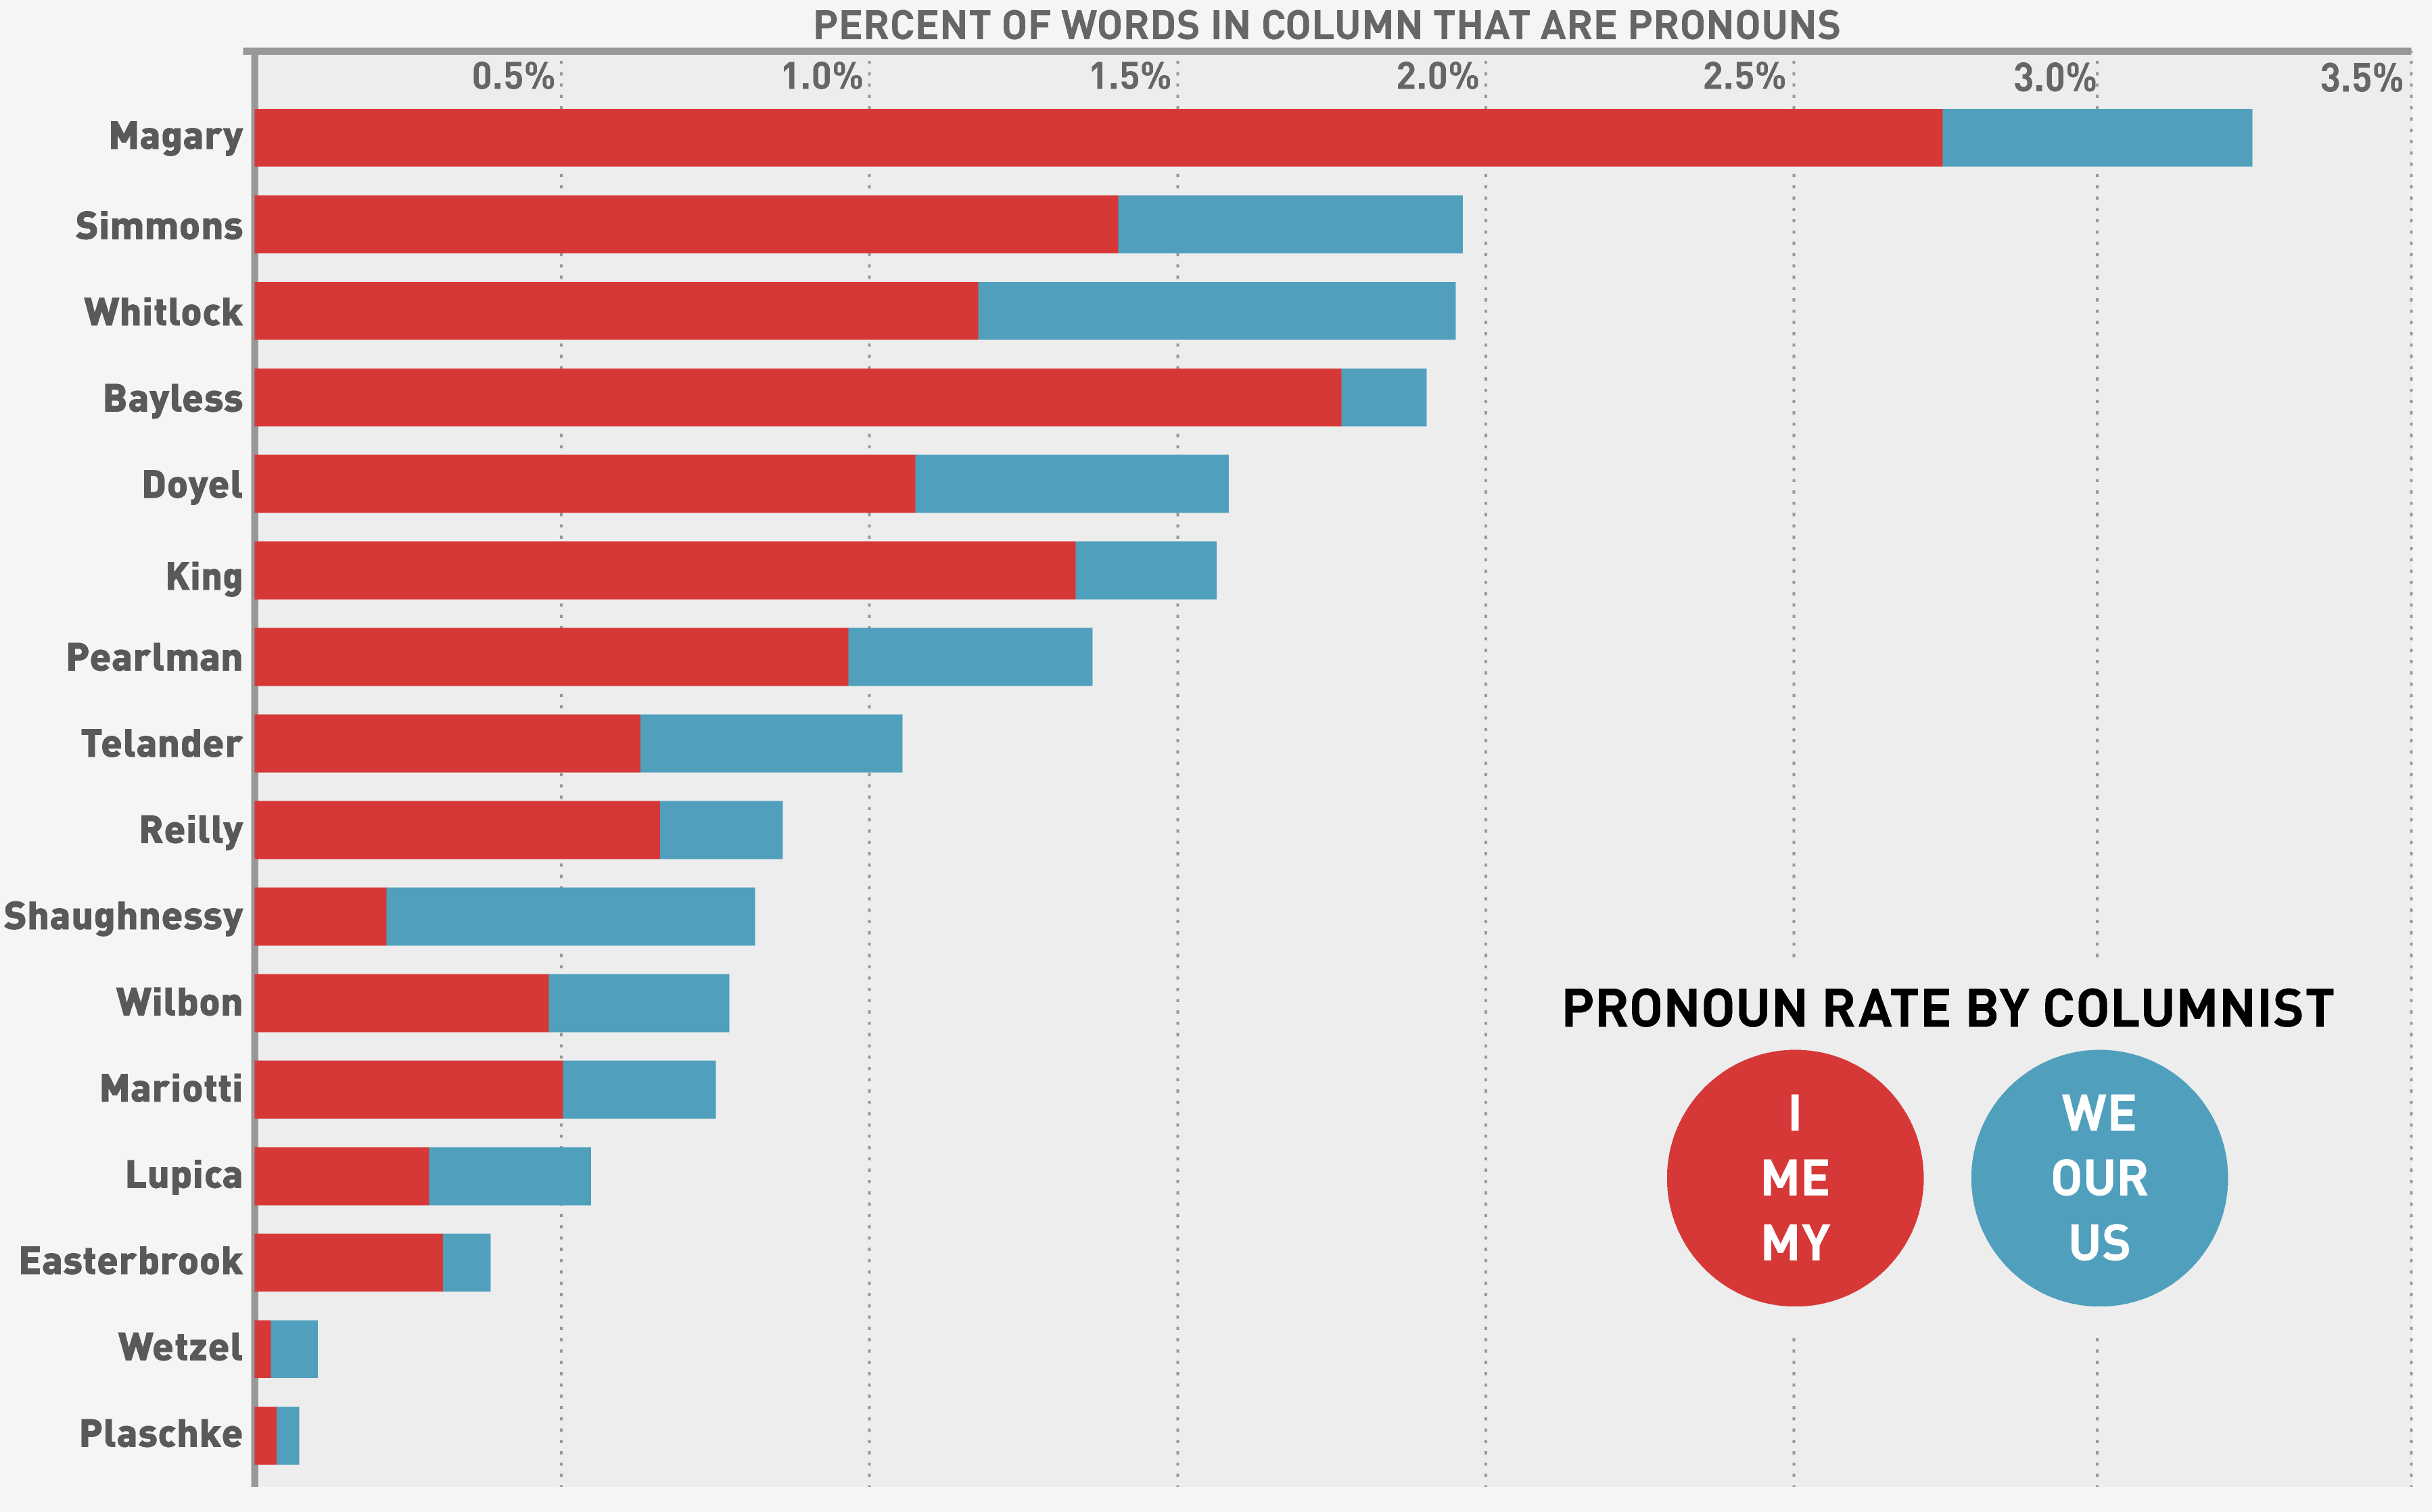 PERCENT OF WORDS IN COLUMN THAT ARE PRONOUNS
0.5% 1.0% 1.5% 2.0% 2.5% 3.0% 3.5%
Magary
Simmons
Whitlock
Bayless
Doyel
King
Pearlman
Telander
Reilly
Shaughnessy
Wilbon
Mariotti
Lupica
Easterbrook
Wetzel
Plaschke
PRONOUN RATE BY COLUMNIST
I
ME
MY
WE
OUR
US